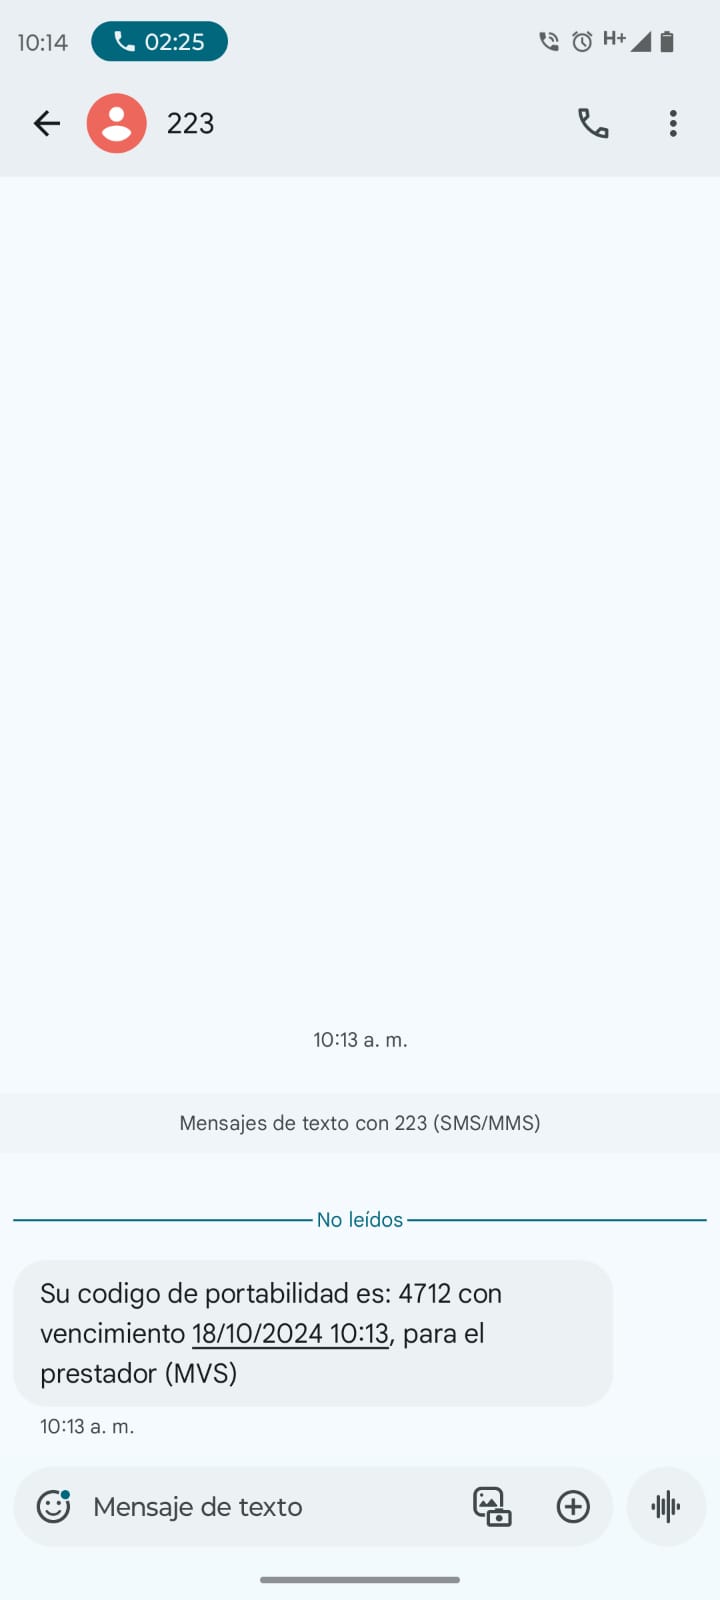 10:14 02:25 H+
223
10:13 a. m.
Mensajes de texto con 223 (SMS/MMS)
No leídos
Su codigo de portabilidad es: 4712 con
vencimiento 18/10/2024 10:13, para el
prestador (MVS)
10:13 a. m.
Mensaje de texto